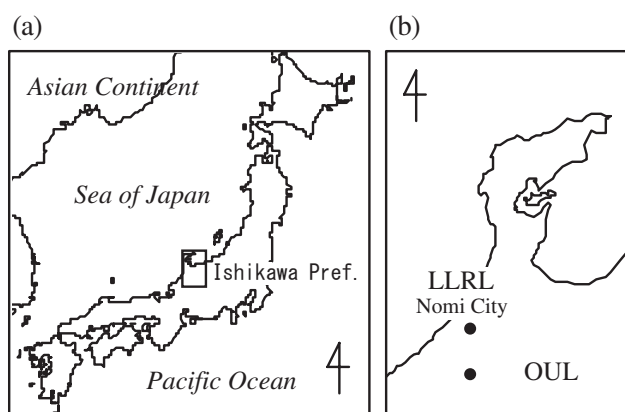 (a)
Asian Continent
Sea of Japan
Ishikawa Pref.
Pacific Ocean
(b)
LLRL
Nomi City
OUL